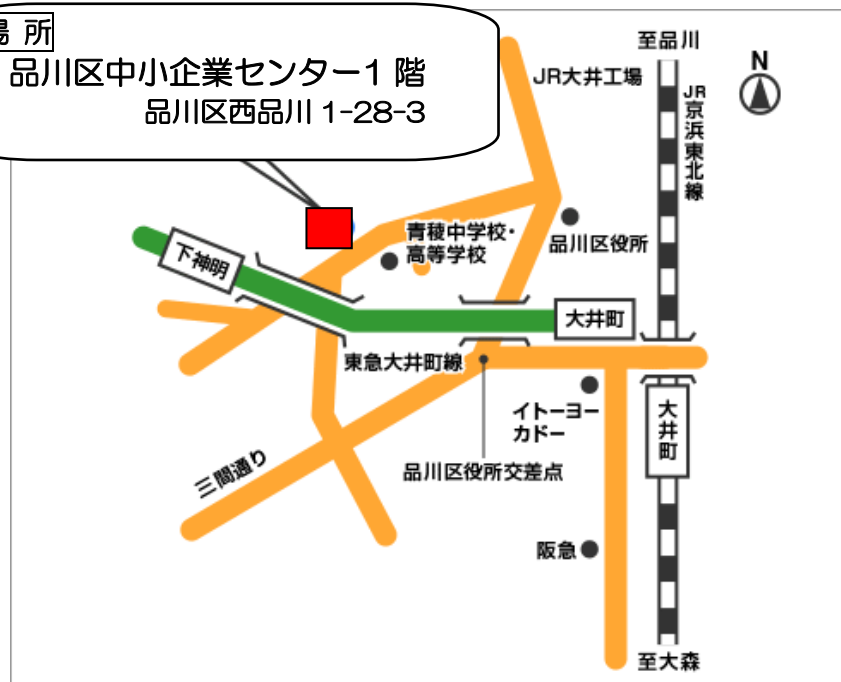 場 所
品川区中小企業センター1 階
品川区西品川 1-28-3
至品川
N
JR大井工場
JR京浜東北線
品川区役所
青稜中学校・
高等学校
下神明
大井町
東急大井町線
イトーヨー
カドー
大井町
三間通り
品川区役所交差点
阪急
至大森